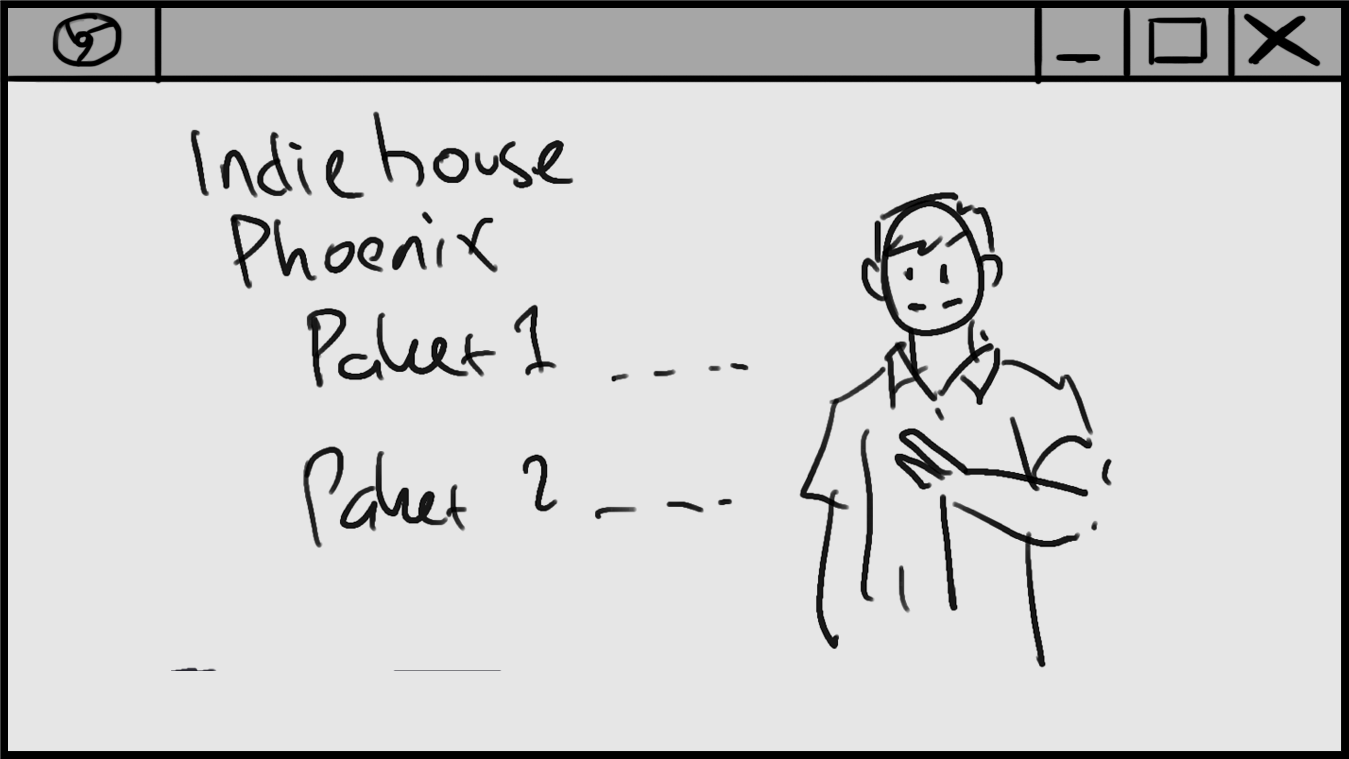 Indiehouse
Phoenix
Paket 1 ----
Paket 2 ---